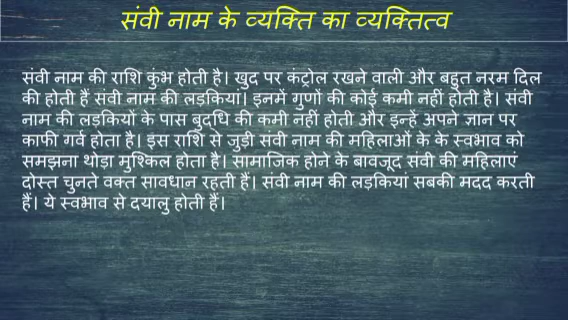 संवी नाम के व्यक्ति का व्यक्तित्व
संवी नाम की राशि कुंभ होती है। खुद पर कंट्रोल रखने वाली और बहुत नरम दिल
की होती हैं संवी नाम की लड़किया। इनमें गुणों की कोई कमी नहीं होती है। संवी
नाम की लड़कियों के पास बुदधि की कमी नहीं होती और इन्हें अपने ज्ञान पर
काफी गर्व होता है। इस राशि से जुड़ी संवी नाम की महिलाओं के के स्वभाव को
समझना थोड़ा मुश्किल होता है। सामाजिक होने के बावजूद संवी की महिलाएं
दोस्त चुनते वक्त सावधान रहती हैं। संवी नाम की लड़कियां सबकी मदद करती
हैं। ये स्वभाव से दयालु होती हैं।